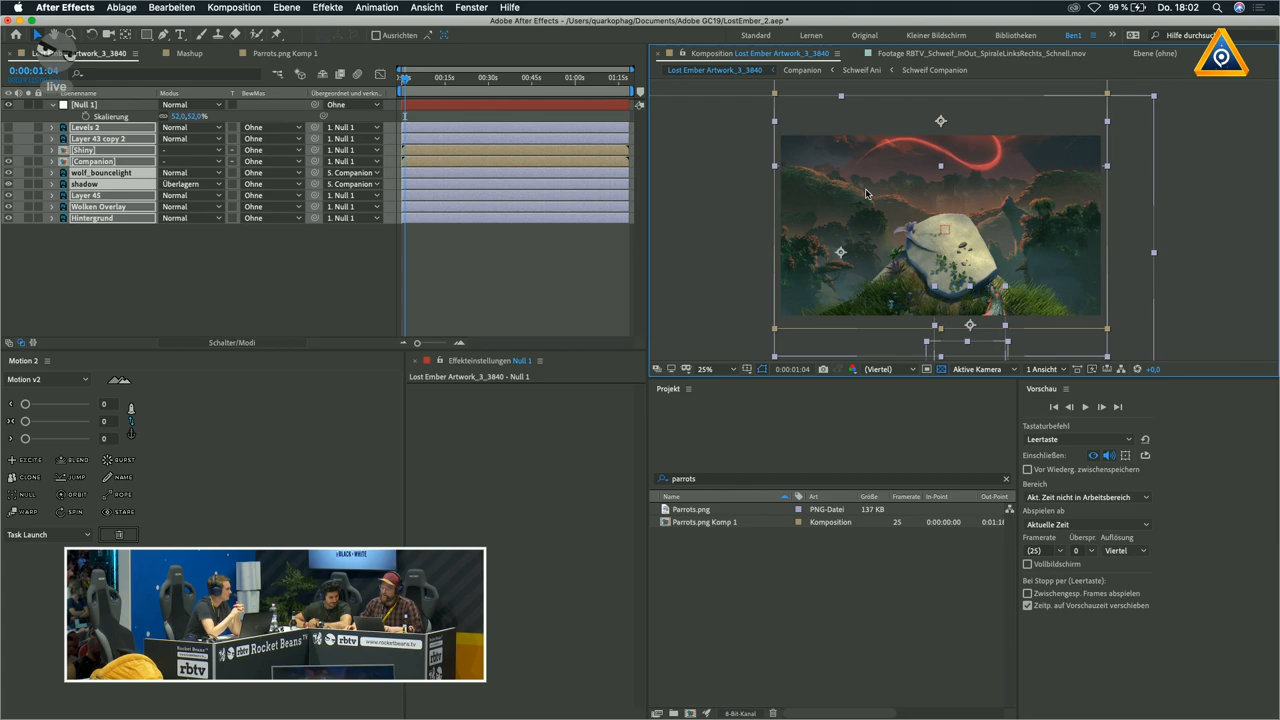 After Effects Ablage Bearbeiten Komposition Ebene Effekte Animation Ansicht Fenster Hilfe 99 % Do. 18:02
Adobe After Effects - /Users/quarkophag/Documents/Adobe GC19/LostEmber_2.aep *
Ausrichten Standard Lernen Original Kleiner Bildschirm Ben1 Hilfe durchsuc
Lost Ember Artwork_3_3840 Mashup Parrots.png Komp 1
Komposition Lost Ember Artwork_3_3840 Footage RBTV_Schweif_InOut_SpiraleLinksRechts_Schnell.mov Ebene (ohne)
Lost Ember Artwork_3_3840 Companion Schweif Ani Schweif Companion
0:00:01:04
live
00:15s 00:30s 00:45s 01:00s 01:15s
Ebenenname Modus T BewMas Übergeordnet und verkn.
[Null 1] Normal Ohne
Skalierung 52,0,52,0%
Levels 2 Normal Ohne 1. Null 1
Layer 43 copy 2 Normal Ohne 1. Null 1
[Shiny] - Ohne 1. Null 1
[Companion] - Ohne 1. Null 1
wolf_bouncelight Normal Ohne 5. Companion
shadow Überlagern Ohne 5. Companion
Layer 45 Normal Ohne 1. Null 1
Wolken Overlay Normal Ohne 1. Null 1
Hintergrund Normal Ohne 1. Null 1
Schalter/Modi
25% 0:00:01:04 (Viertel) Aktive Kamera 1 Ansicht +0,0
Motion 2
Motion v2
0
0
0
EXCITE BLEND BURST
CLONE JUMP NAME
NULL ORBIT ROPE
WARP SPIN STARE
Task Launch
Effekteinstellungen Null 1
Lost Ember Artwork_3_3840 - Null 1
Projekt
parrots
Name Art Größe Framerate In-Point Out-Point
Parrots.png PNG-Datei 137 KB
Parrots.png Komp 1 Komposition 25 0:00:00:00 0:01:18
8-Bit-Kanal
Vorschau
Tastaturbefehl
Leertaste
Einschließen:
Vor Wiederg. zwischenspeichern
Bereich
Akt. Zeit nicht in Arbeitsbereich
Abspielen ab
Aktuelle Zeit
Framerate Überspr. Auflösung
(25) 0 Viertel
Vollbildschirm
Bei Stopp per (Leertaste):
Zwischengesp. Frames abspielen
Zeitp. auf Vorschauzeit verschieben
BLACK+WHITE
Rocket Beans
rbtv
Rocket Beans TV
www.rocketbeans.tv
rbtv